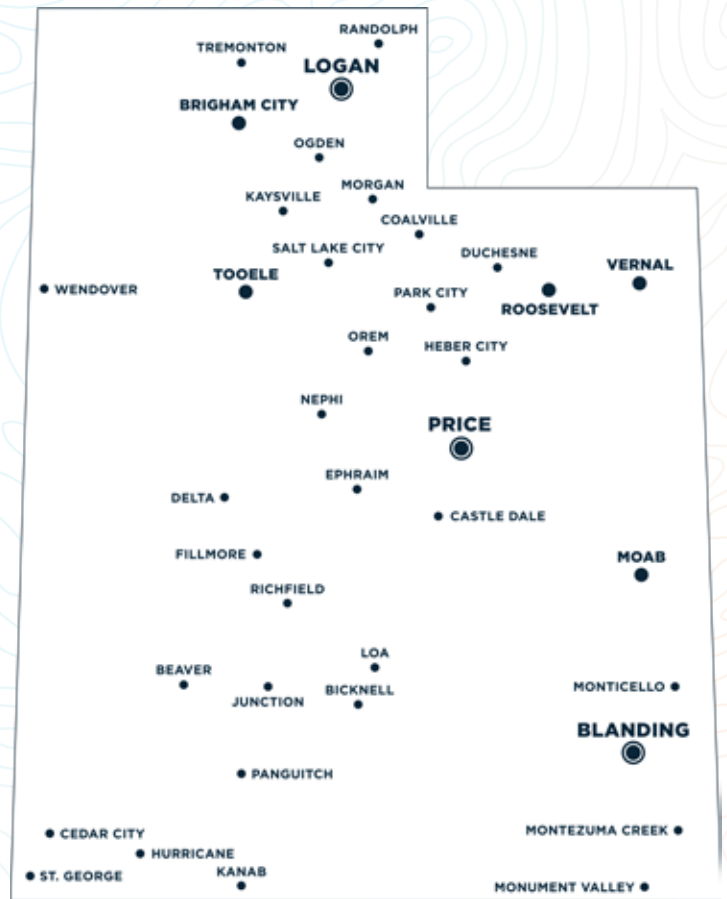 RANDOLPH
TREMONTON
LOGAN
BRIGHAM CITY
OGDEN
MORGAN
KAYSVILLE
COALVILLE
SALT LAKE CITY
DUCHESNE
VERNAL
TOOELE
WENDOVER
PARK CITY
ROOSEVELT
OREM
HEBER CITY
NEPHI
PRICE
EPHRAIM
DELTA
CASTLE DALE
FILLMORE
MOAB
RICHFIELD
LOA
BEAVER
MONTICELLO
BICKNELL
JUNCTION
BLANDING
PANGUITCH
CEDAR CITY
MONTEZUMA CREEK
HURRICANE
KANAB
ST. GEORGE
MONUMENT VALLEY